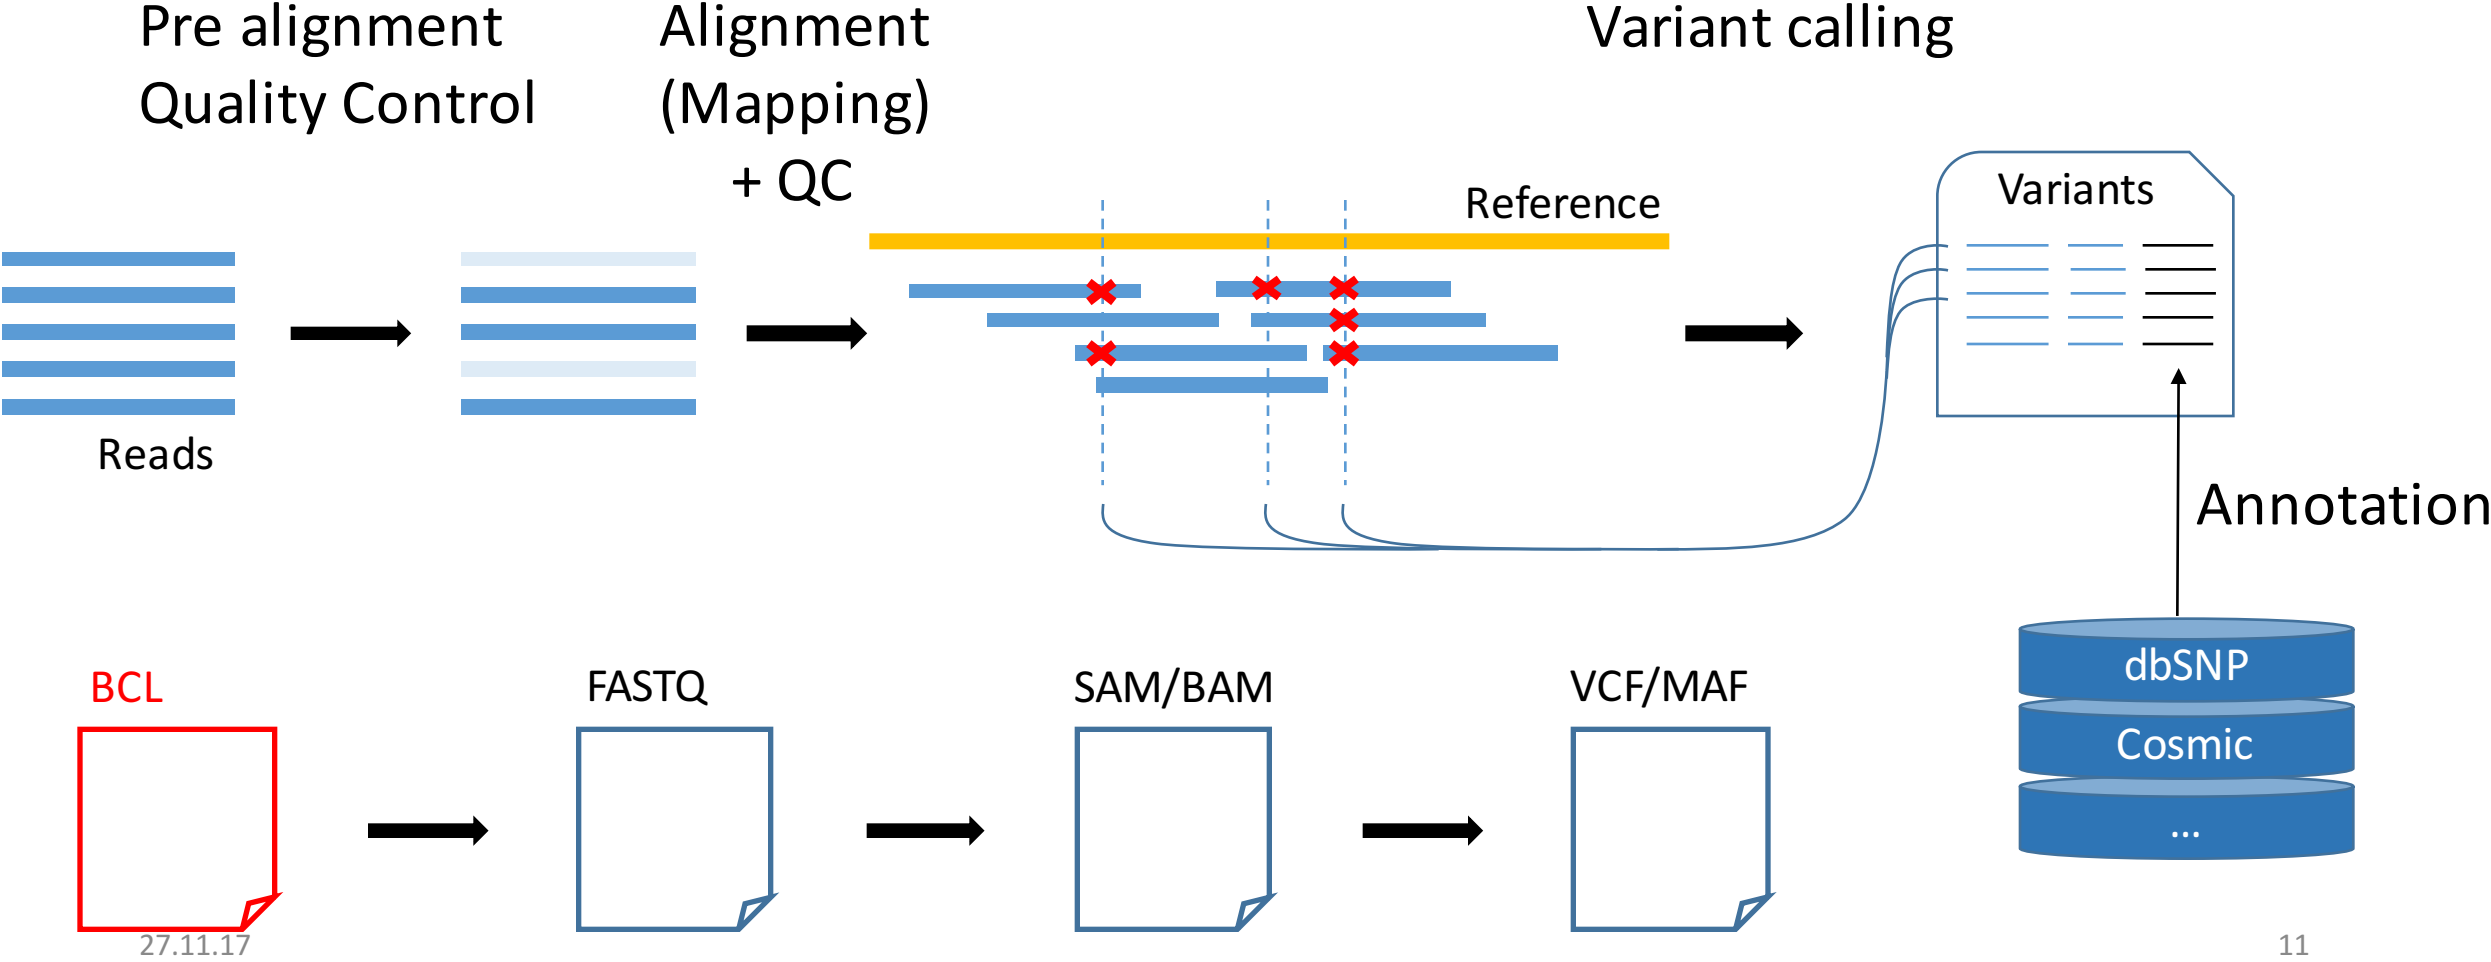 Pre alignment
Quality Control
Alignment
(Mapping)
+ QC
Variant calling
Reference
Variants
Reads
Annotation
BCL
FASTQ
SAM/BAM
VCF/MAF
dbSNP
Cosmic
...
27.11.17
11